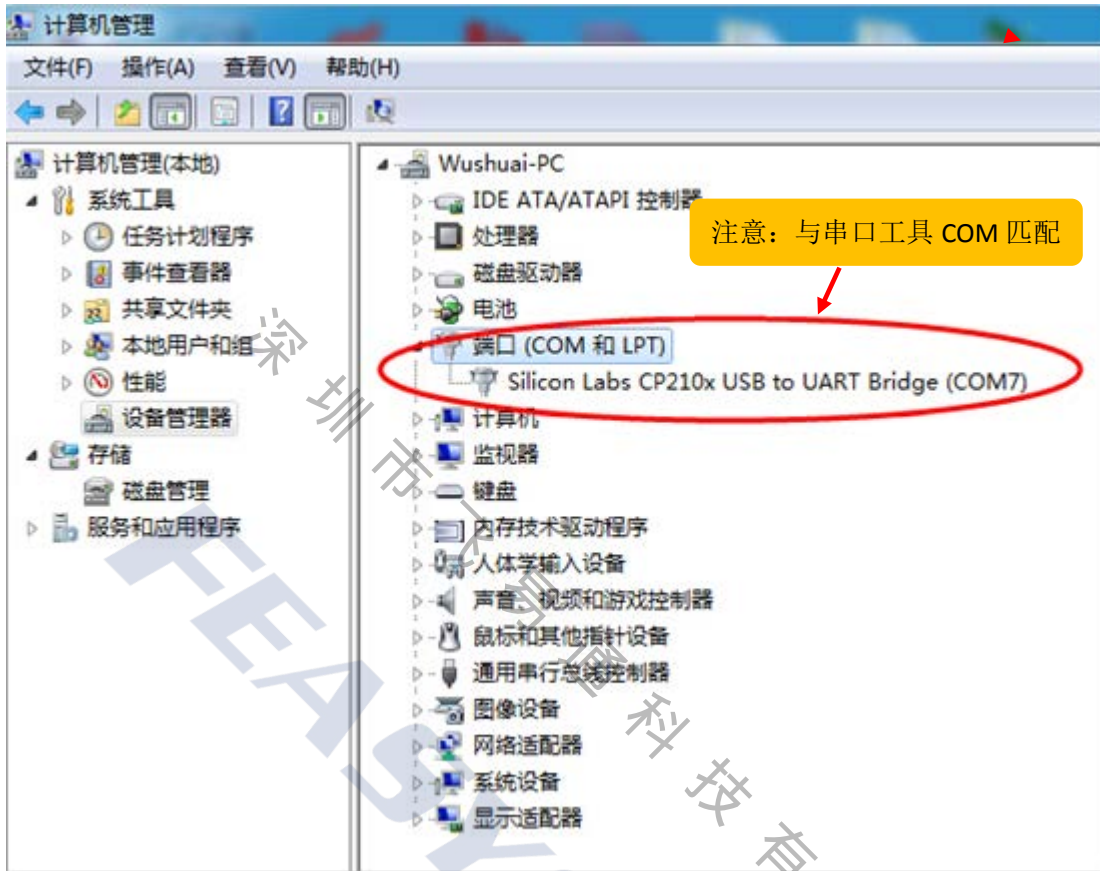 计算机管理
文件(F) 操作(A) 查看(V) 帮助(H)
计算机管理(本地)
系统工具
任务计划程序
事件查看器
共享文件夹
本地用户和组
性能
设备管理器
存储
磁盘管理
服务和应用程序
Wushuai-PC
IDE ATA/ATAPI 控制器
处理器
磁盘驱动器
电池
端口 (COM 和 LPT)
Silicon Labs CP210x USB to UART Bridge (COM7)
计算机
监视器
键盘
内存技术驱动程序
人体学输入设备
声音、视频和游戏控制器
鼠标和其他指针设备
通用串行总线控制器
图像设备
网络适配器
系统设备
显示适配器
注意：与串口工具 COM 匹配
深圳市飞易通科技有
FEASY